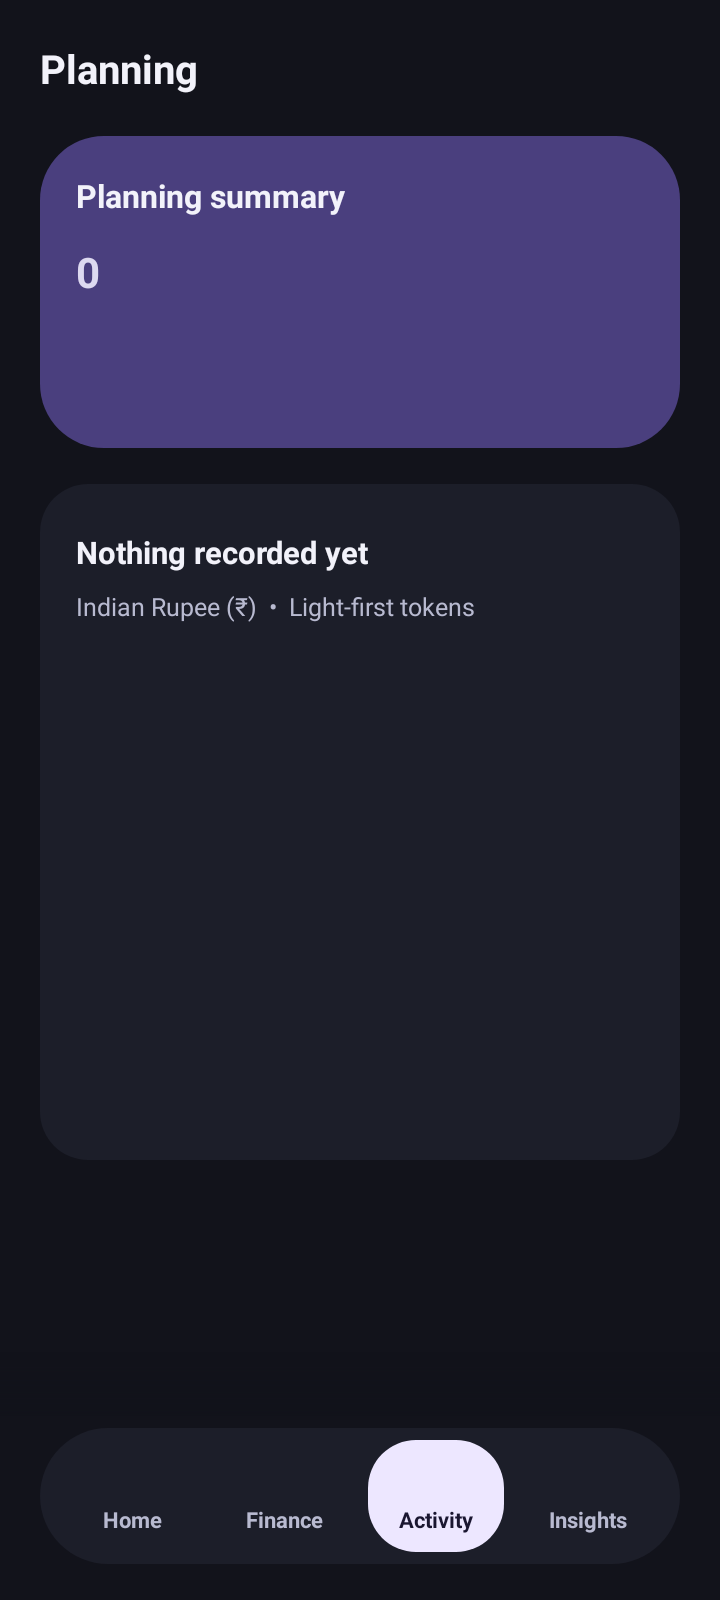 Planning
Planning summary
0
Nothing recorded yet
Indian Rupee (₹) • Light-first tokens
Home Finance Activity Insights